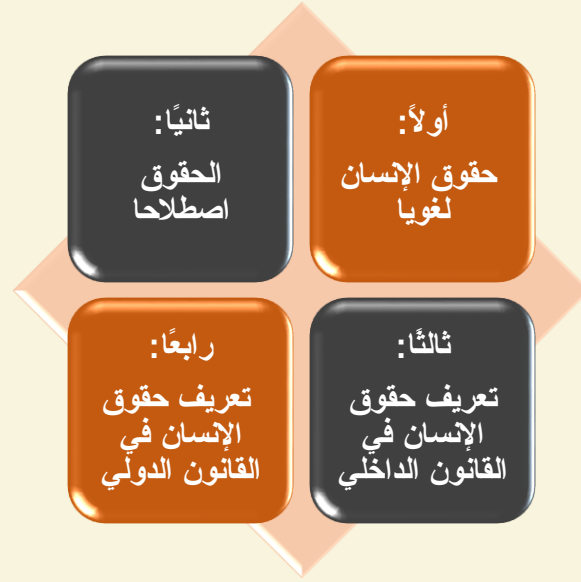 أولاً:
حقوق الإنسان
لغويا
ثانيًا:
الحقوق
اصطلاحا
ثالثًا:
تعريف حقوق
الإنسان في
القانون الداخلي
رابعًا:
تعريف حقوق
الإنسان في
القانون الدولي